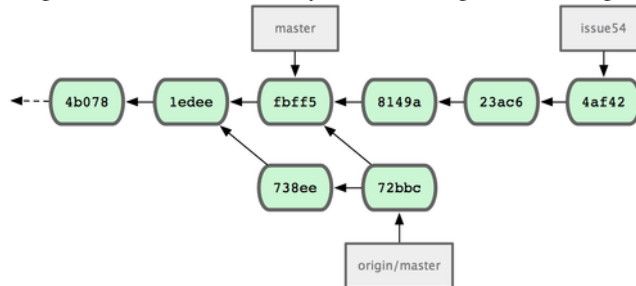 master
issue54
4b078
1edee
fbff5
8149a
23ac6
4af42
738ee
72bbc
origin/master